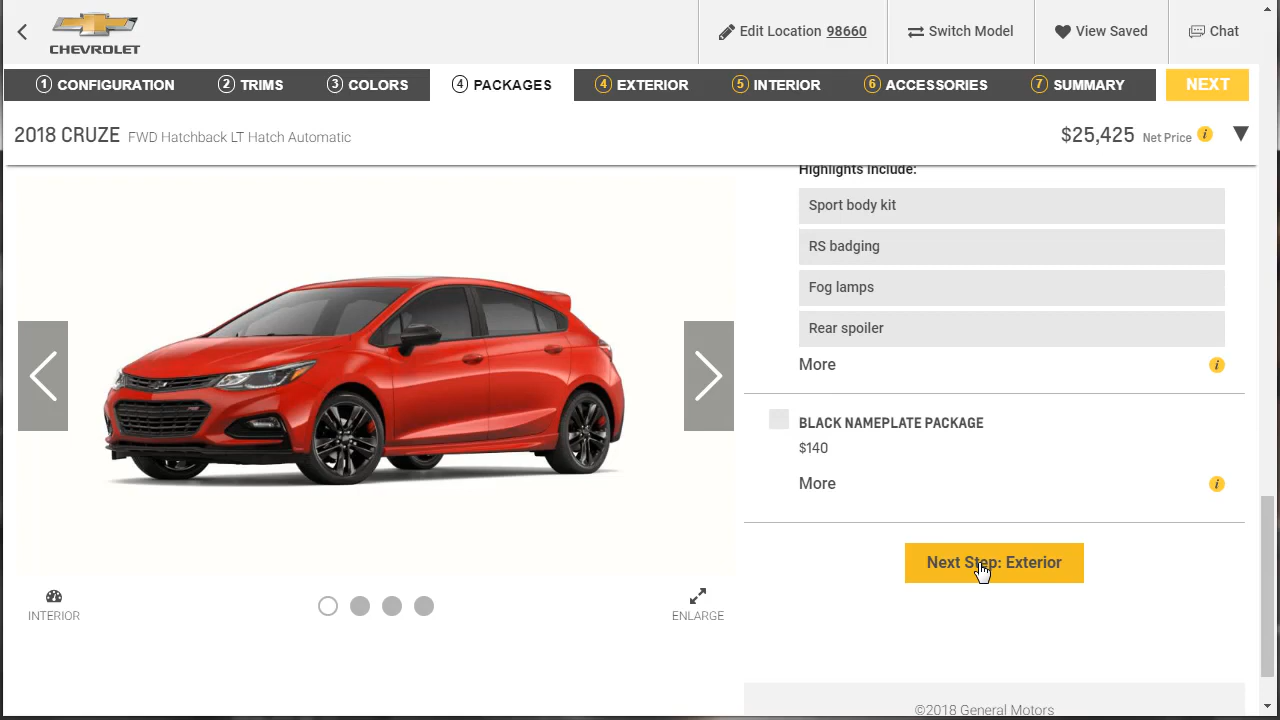 CHEVROLET
Edit Location 98660
Switch Model
View Saved
Chat
1 CONFIGURATION
2 TRIMS
3 COLORS
4 PACKAGES
4 EXTERIOR
5 INTERIOR
6 ACCESSORIES
7 SUMMARY
NEXT
2018 CRUZE FWD Hatchback LT Hatch Automatic
$25,425 Net Price i
Highlights Include:
Sport body kit
RS badging
Fog lamps
Rear spoiler
More i
BLACK NAMEPLATE PACKAGE
$140
More i
Next Step: Exterior
INTERIOR
ENLARGE
©2018 General Motors